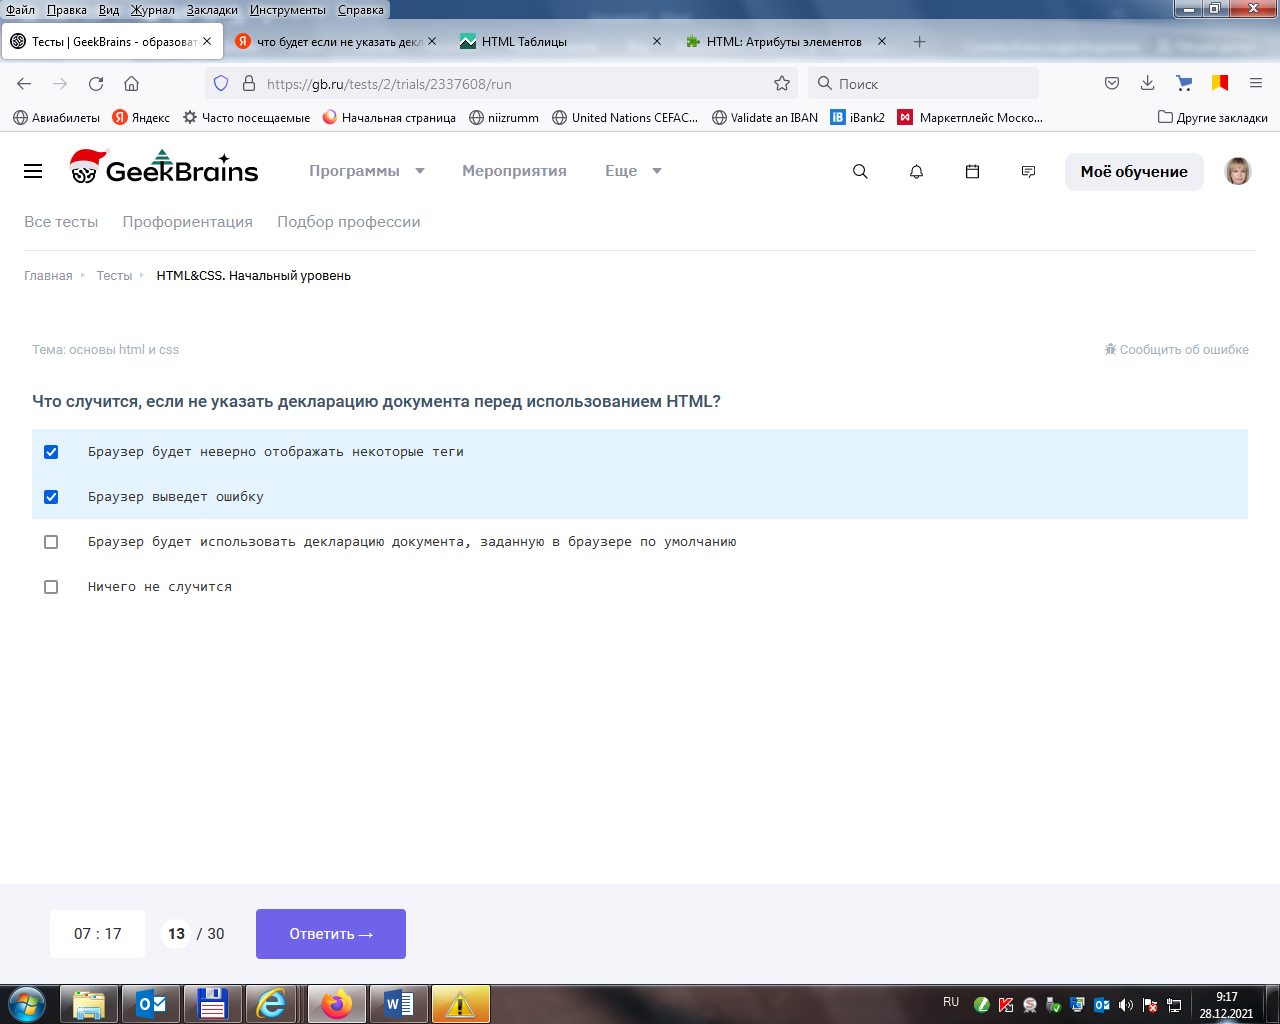 Файл Правка Вид Журнал Закладки Инструменты Справка
Тесты | GeekBrains - образоват
что будет если не указать декл
HTML Таблицы
HTML: Атрибуты элементов
https://gb.ru/tests/2/trials/2337608/run
Поиск
Авиабилеты
Яндекс
Часто посещаемые
Начальная страница
niizrumm
United Nations CEFAC...
Validate an IBAN
iBank2
Маркетплейс Моско...
Другие закладки
GeekBrains
Программы
Мероприятия
Еще
Моё обучение
Все тесты
Профориентация
Подбор профессии
Главная
Тесты
HTML&CSS. Начальный уровень
Тема: основы html и css
Сообщить об ошибке
Что случится, если не указать декларацию документа перед использованием HTML?
Браузер будет неверно отображать некоторые теги
Браузер выведет ошибку
Браузер будет использовать декларацию документа, заданную в браузере по умолчанию
Ничего не случится
07 : 17
13 / 30
Ответить →
RU
9:17
28.12.2021